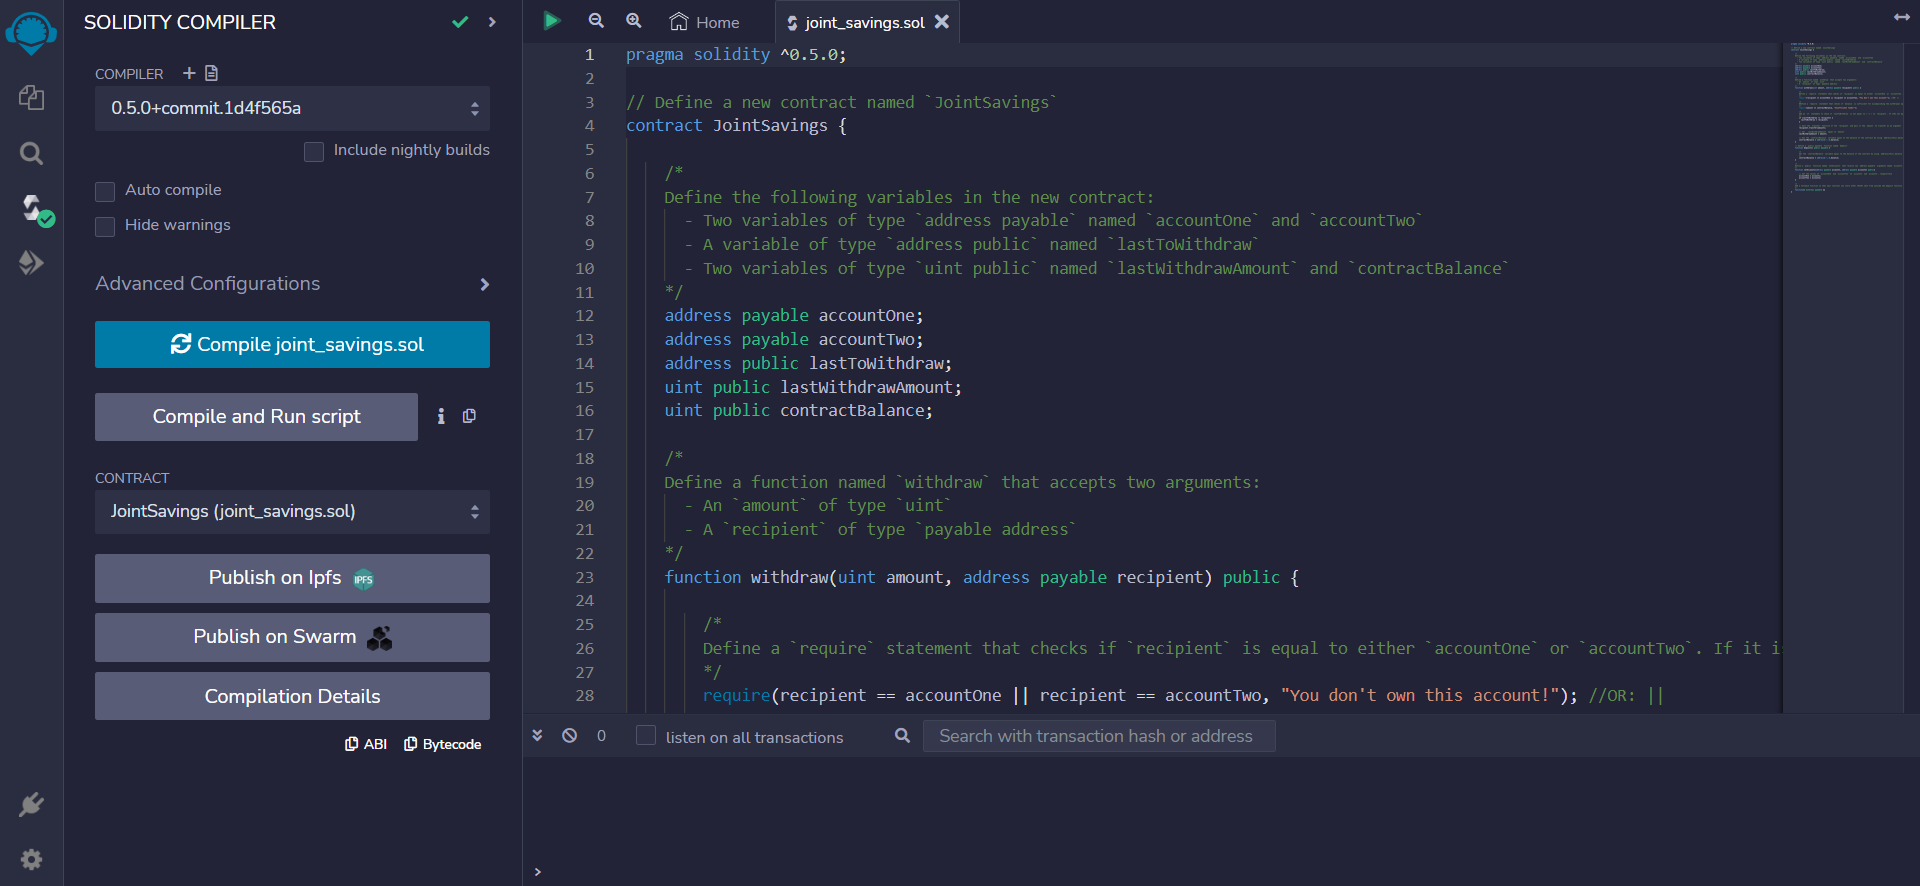 SOLIDITY COMPILER
COMPILER
0.5.0+commit.1d4f565a
Include nightly builds
Auto compile
Hide warnings
Advanced Configurations
Compile joint_savings.sol
Compile and Run script
CONTRACT
JointSavings (joint_savings.sol)
Publish on Ipfs
IPFS
Publish on Swarm
Compilation Details
ABI
Bytecode
Home
joint_savings.sol
1 pragma solidity ^0.5.0;
2
3 // Define a new contract named `JointSavings`
4 contract JointSavings {
5
6 /*
7 Define the following variables in the new contract:
8 - Two variables of type `address payable` named `accountOne` and `accountTwo`
9 - A variable of type `address public` named `lastToWithdraw`
10 - Two variables of type `uint public` named `lastWithdrawAmount` and `contractBalance`
11 */
12 address payable accountOne;
13 address payable accountTwo;
14 address public lastToWithdraw;
15 uint public lastWithdrawAmount;
16 uint public contractBalance;
17
18 /*
19 Define a function named `withdraw` that accepts two arguments:
20 - An `amount` of type `uint`
21 - A `recipient` of type `payable address`
22 */
23 function withdraw(uint amount, address payable recipient) public {
24
25 /*
26 Define a `require` statement that checks if `recipient` is equal to either `accountOne` or `accountTwo`. If it i
27 */
28 require(recipient == accountOne || recipient == accountTwo, "You don't own this account!"); //OR: ||
0
listen on all transactions
Search with transaction hash or address
>